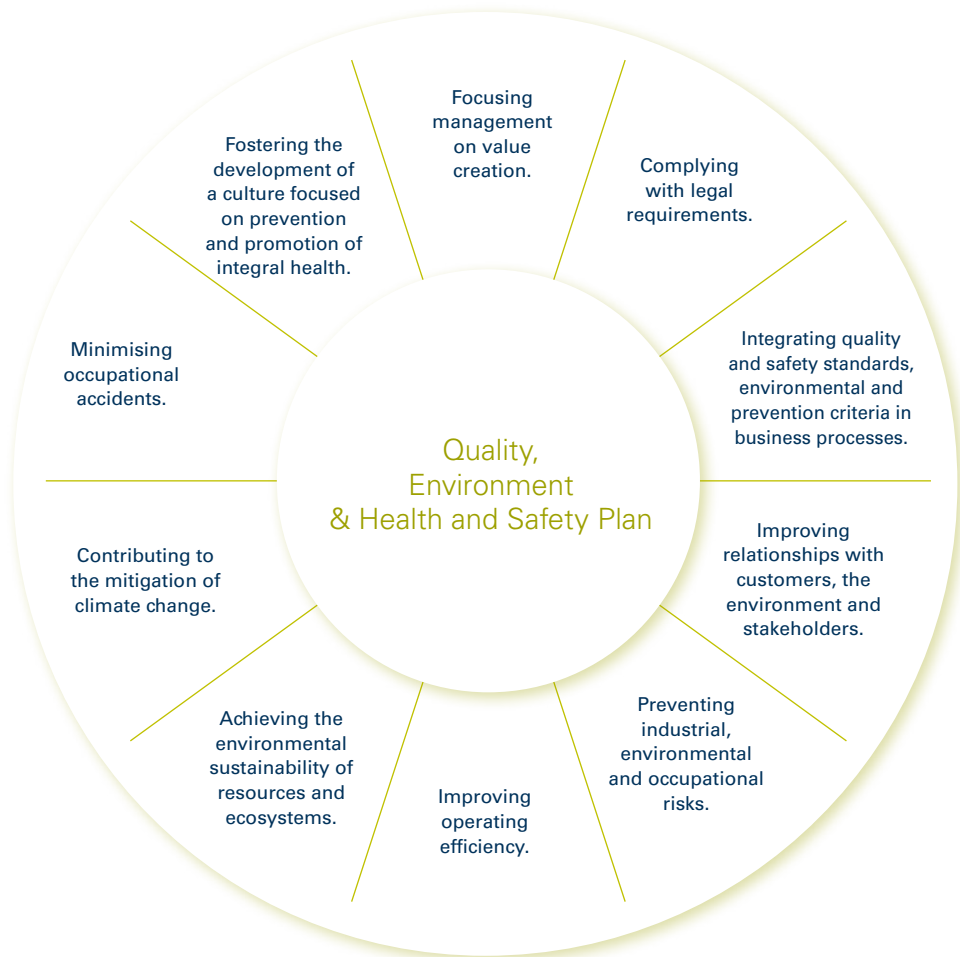 Focusing
management
on value
creation.
Complying
with legal
requirements.
Integrating quality
and safety standards,
environmental and
prevention criteria in
business processes.
Improving
relationships with
customers, the
environment and
stakeholders.
Preventing
industrial,
environmental
and occupational
risks.
Improving
operating
efficiency.
Achieving the
environmental
sustainability of
resources and
ecosystems.
Contributing to
the mitigation of
climate change.
Minimising
occupational
accidents.
Fostering the
development of
a culture focused
on prevention
and promotion of
integral health.
Quality,
Environment
& Health and Safety Plan